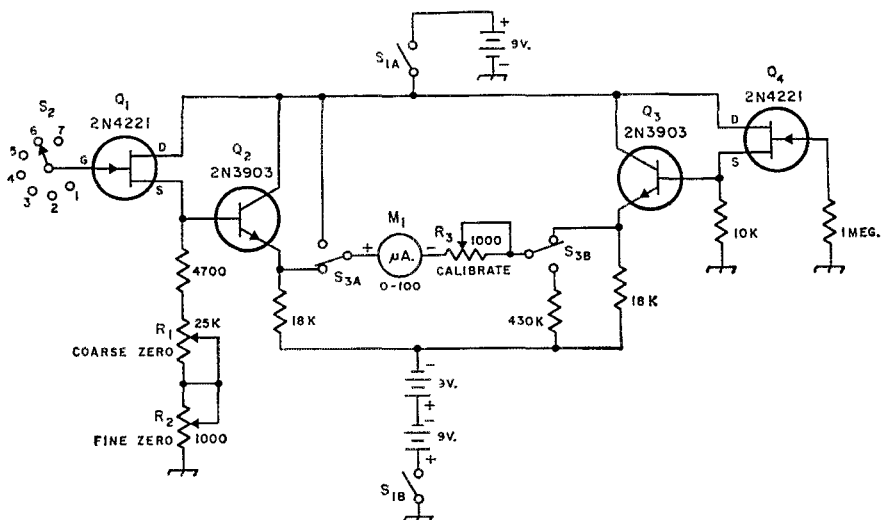 S1A
+
9V.
-
S2
6
7
5
4
3
2
1
Q1
2N4221
G
D
S
Q2
2N3903
Q3
2N3903
Q4
2N4221
D
S
M1
+
μA.
-
0-100
S3A
R3
1000
CALIBRATE
S3B
10K
1 MEG.
4700
18K
430K
18K
R1
25K
COARSE ZERO
R2
1000
FINE ZERO
-
9V.
+
-
9V.
+
S1B